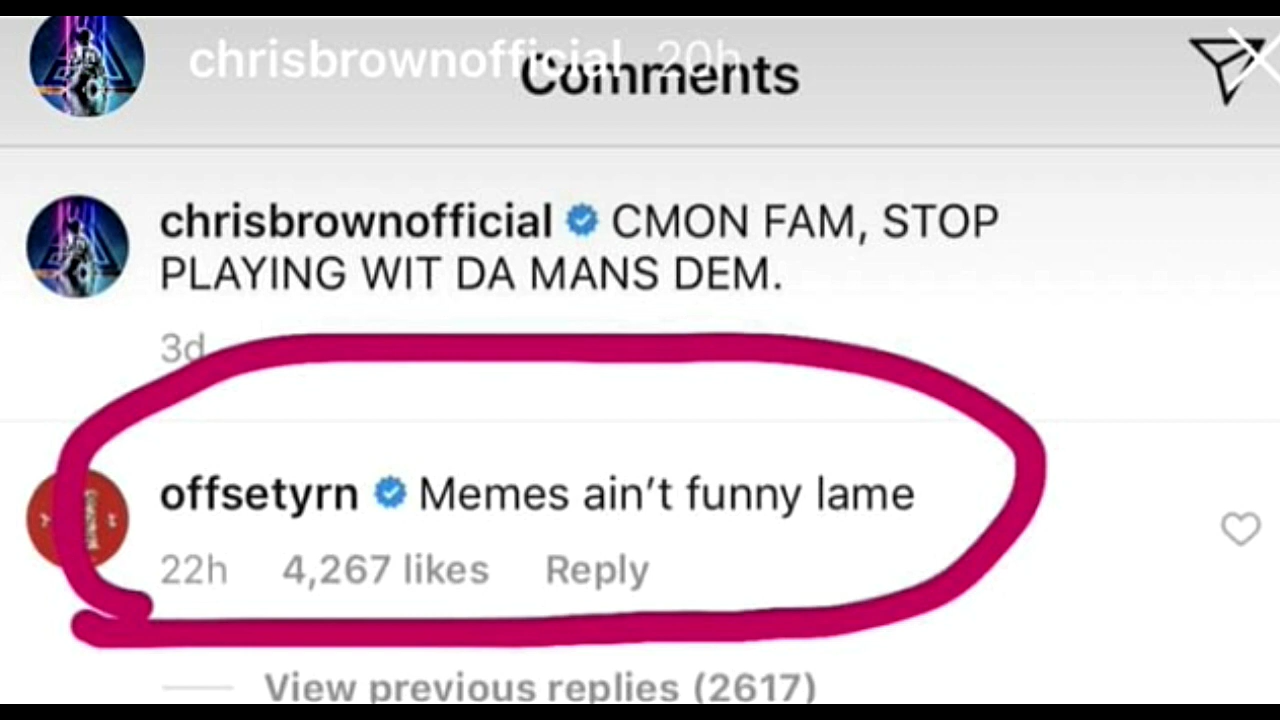 chrisbrownofficial 20h
Comments
chrisbrownofficial CMON FAM, STOP
PLAYING WIT DA MANS DEM.
3d
offsetyrn Memes ain't funny lame
22h 4,267 likes Reply
View previous replies (2617)